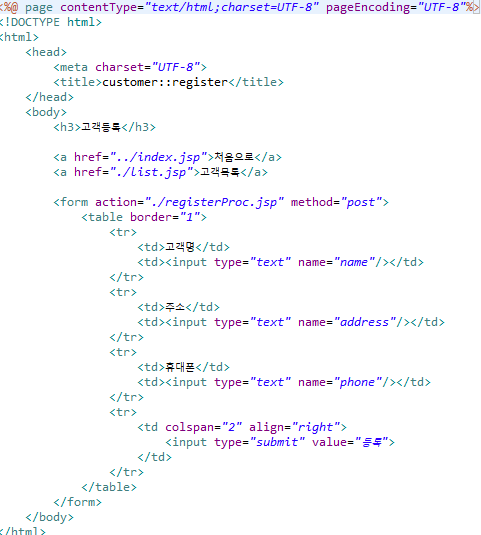 <%@ page contentType="text/html;charset=UTF-8" pageEncoding="UTF-8"%>
<!DOCTYPE html>
<html>
    <head>
        <meta charset="UTF-8">
        <title>customer::register</title>
    </head>
    <body>
        <h3>고객등록</h3>

        <a href="../index.jsp">처음으로</a>
        <a href="./list.jsp">고객목록</a>

        <form action="./registerProc.jsp" method="post">
            <table border="1">
                <tr>
                    <td>고객명</td>
                    <td><input type="text" name="name"/></td>
                </tr>
                <tr>
                    <td>주소</td>
                    <td><input type="text" name="address"/></td>
                </tr>
                <tr>
                    <td>휴대폰</td>
                    <td><input type="text" name="phone"/></td>
                </tr>
                <tr>
                    <td colspan="2" align="right">
                        <input type="submit" value="등록">
                    </td>
                </tr>
            </table>
        </form>
    </body>
</html>